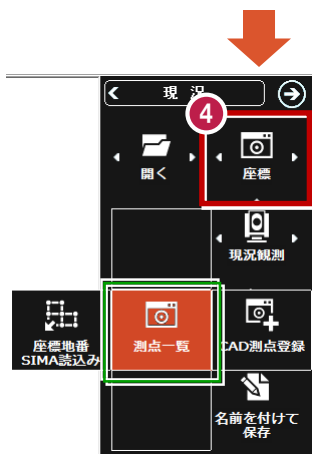 現 況
4
開く
座標
現況観測
座標地番
SIMA読込み
測点一覧
CAD測点登録
名前を付けて
保存